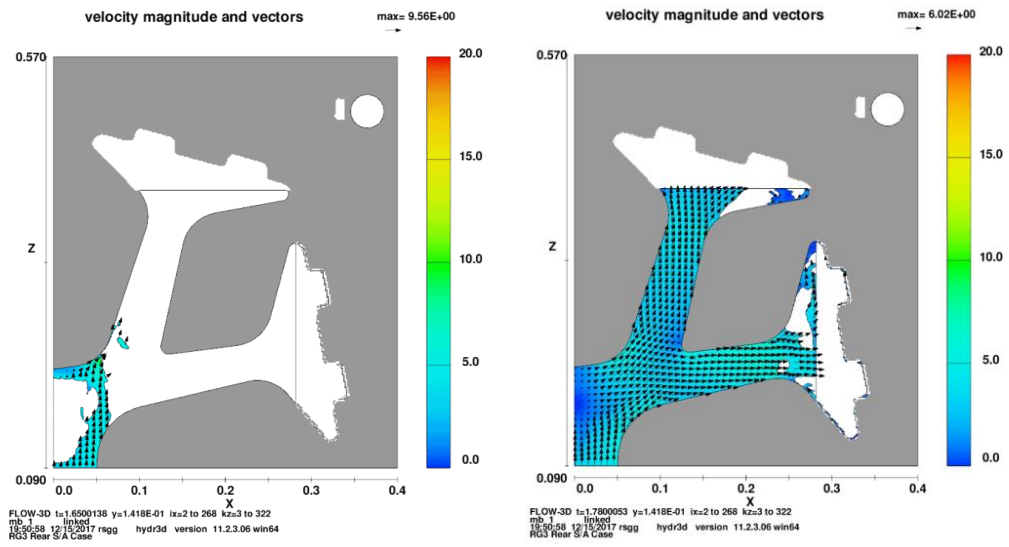 velocity magnitude and vectors
max= 9.56E+00
0.570
20.0
15.0
Z
10.0
5.0
0.090
0.0
0.0 0.1 0.2 0.3 0.4
X
FLOW-3D t=1.6500138 y=1.418E-01 ix=2 to 268 kz=3 to 322
mb_1 linked
19:50:58 12/15/2017 rsgg hydr3d version 11.2.3.06 win64
RG3 Rear S/A Case
velocity magnitude and vectors
max= 6.02E+00
0.570
20.0
15.0
Z
10.0
5.0
0.090
0.0
0.0 0.1 0.2 0.3 0.4
X
FLOW-3D t=1.7800053 y=1.418E-01 ix=2 to 268 kz=3 to 322
mb_1 linked
19:50:58 12/15/2017 rsgg hydr3d version 11.2.3.06 win64
RG3 Rear S/A Case